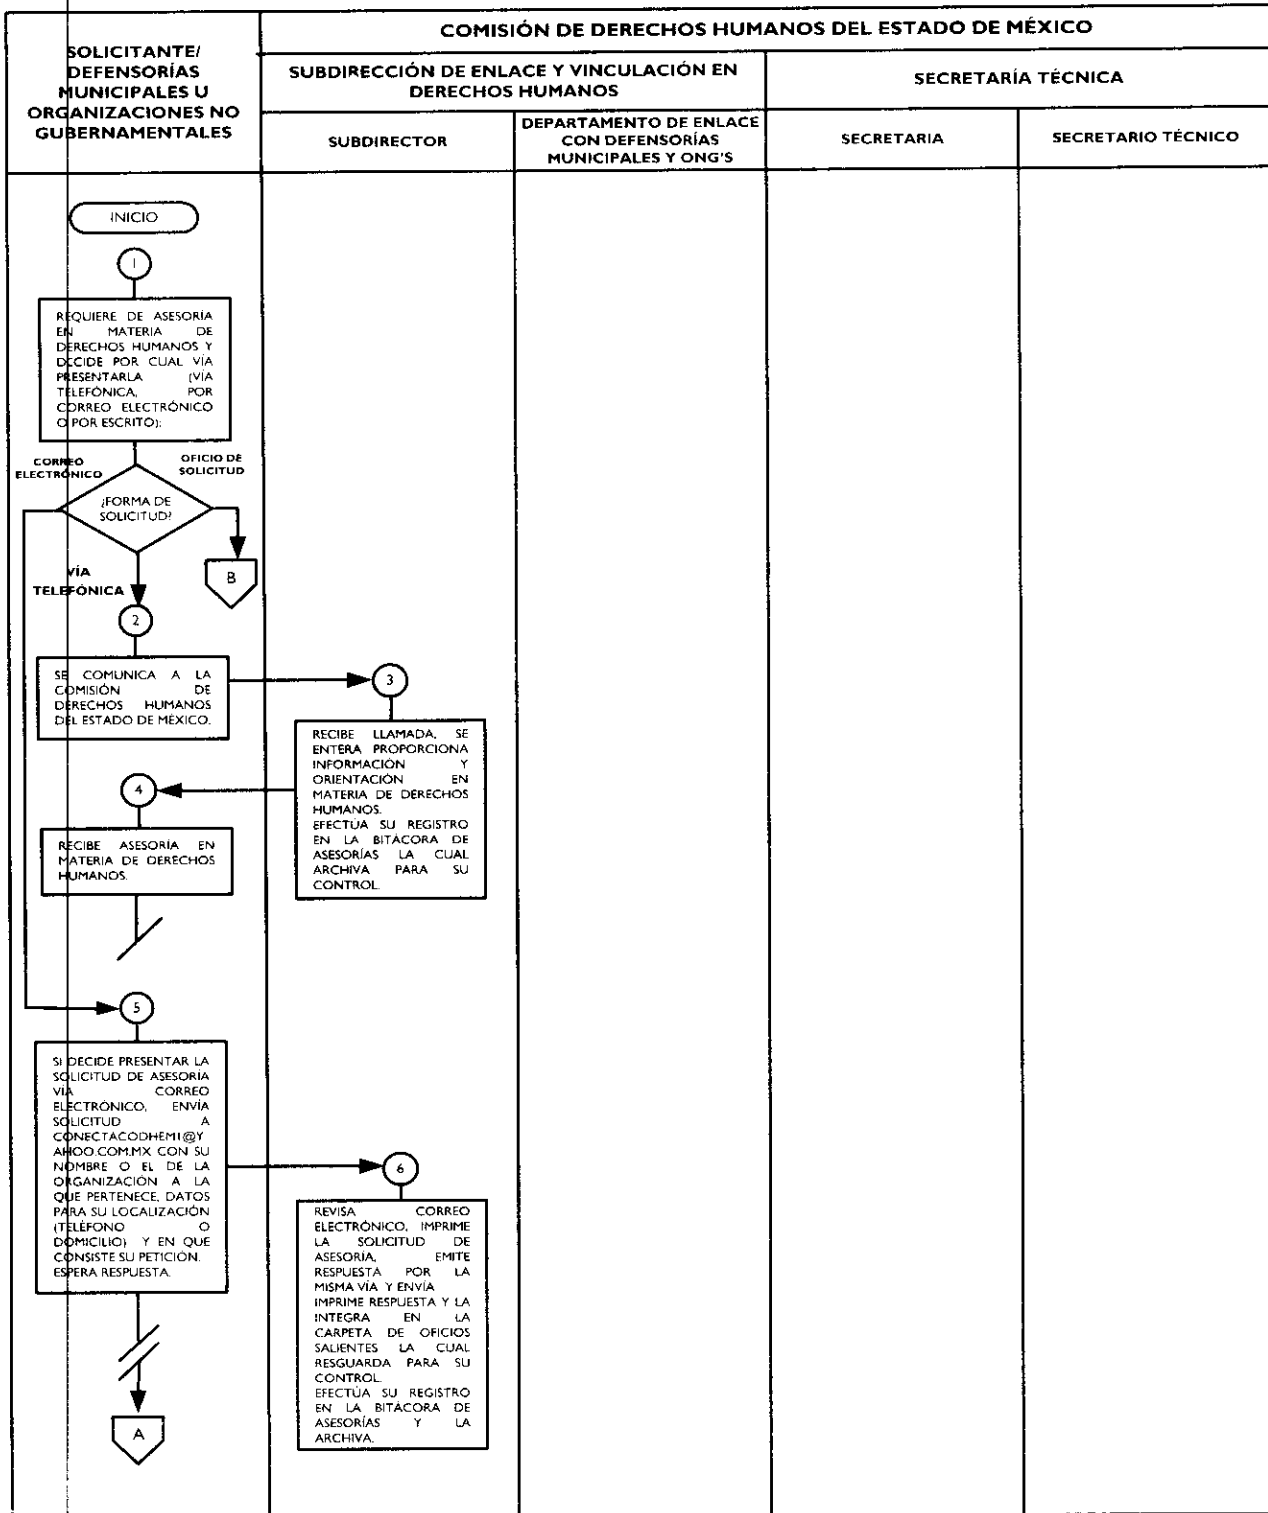 COMISIÓN DE DERECHOS HUMANOS DEL ESTADO DE MÉXICO
SOLICITANTE/
DEFENSORÍAS
MUNICIPALES U
ORGANIZACIONES NO
GUBERNAMENTALES
SUBDIRECCIÓN DE ENLACE Y VINCULACIÓN EN
DERECHOS HUMANOS
SECRETARÍA TÉCNICA
SUBDIRECTOR
DEPARTAMENTO DE ENLACE
CON DEFENSORÍAS
MUNICIPALES Y ONG'S
SECRETARIA
SECRETARIO TÉCNICO
INICIO
1
REQUIERE DE ASESORÍA
EN MATERIA DE
DERECHOS HUMANOS Y
DECIDE POR CUAL VÍA
PRESENTARLA (VÍA
TELEFÓNICA, POR
CORREO ELECTRÓNICO
O POR ESCRITO):
CORREO
ELECTRÓNICO
OFICIO DE
SOLICITUD
¿FORMA DE
SOLICITUD?
B
VÍA
TELEFÓNICA
2
SE COMUNICA A LA
COMISIÓN DE
DERECHOS HUMANOS
DEL ESTADO DE MÉXICO.
3
RECIBE LLAMADA, SE
ENTERA PROPORCIONA
INFORMACIÓN Y
ORIENTACIÓN EN
MATERIA DE DERECHOS
HUMANOS.
EFECTÚA SU REGISTRO
EN LA BITÁCORA DE
ASESORÍAS LA CUAL
ARCHIVA PARA SU
CONTROL.
4
RECIBE ASESORÍA EN
MATERIA DE DERECHOS
HUMANOS.
5
SI DECIDE PRESENTAR LA
SOLICITUD DE ASESORÍA
VÍA CORREO
ELECTRÓNICO, ENVÍA
SOLICITUD A
CONECTACODHEM1@Y
AHOO.COM.MX CON SU
NOMBRE O EL DE LA
ORGANIZACIÓN A LA
QUE PERTENECE, DATOS
PARA SU LOCALIZACIÓN
(TELÉFONO O
DOMICILIO) Y EN QUE
CONSISTE SU PETICIÓN.
ESPERA RESPUESTA.
6
REVISA CORREO
ELECTRÓNICO, IMPRIME
LA SOLICITUD DE
ASESORÍA, EMITE
RESPUESTA POR LA
MISMA VÍA Y ENVÍA
IMPRIME RESPUESTA Y LA
INTEGRA EN LA
CARPETA DE OFICIOS
SALIENTES LA CUAL
RESGUARDA PARA SU
CONTROL.
EFECTÚA SU REGISTRO
EN LA BITÁCORA DE
ASESORÍAS Y LA
ARCHIVA.
A